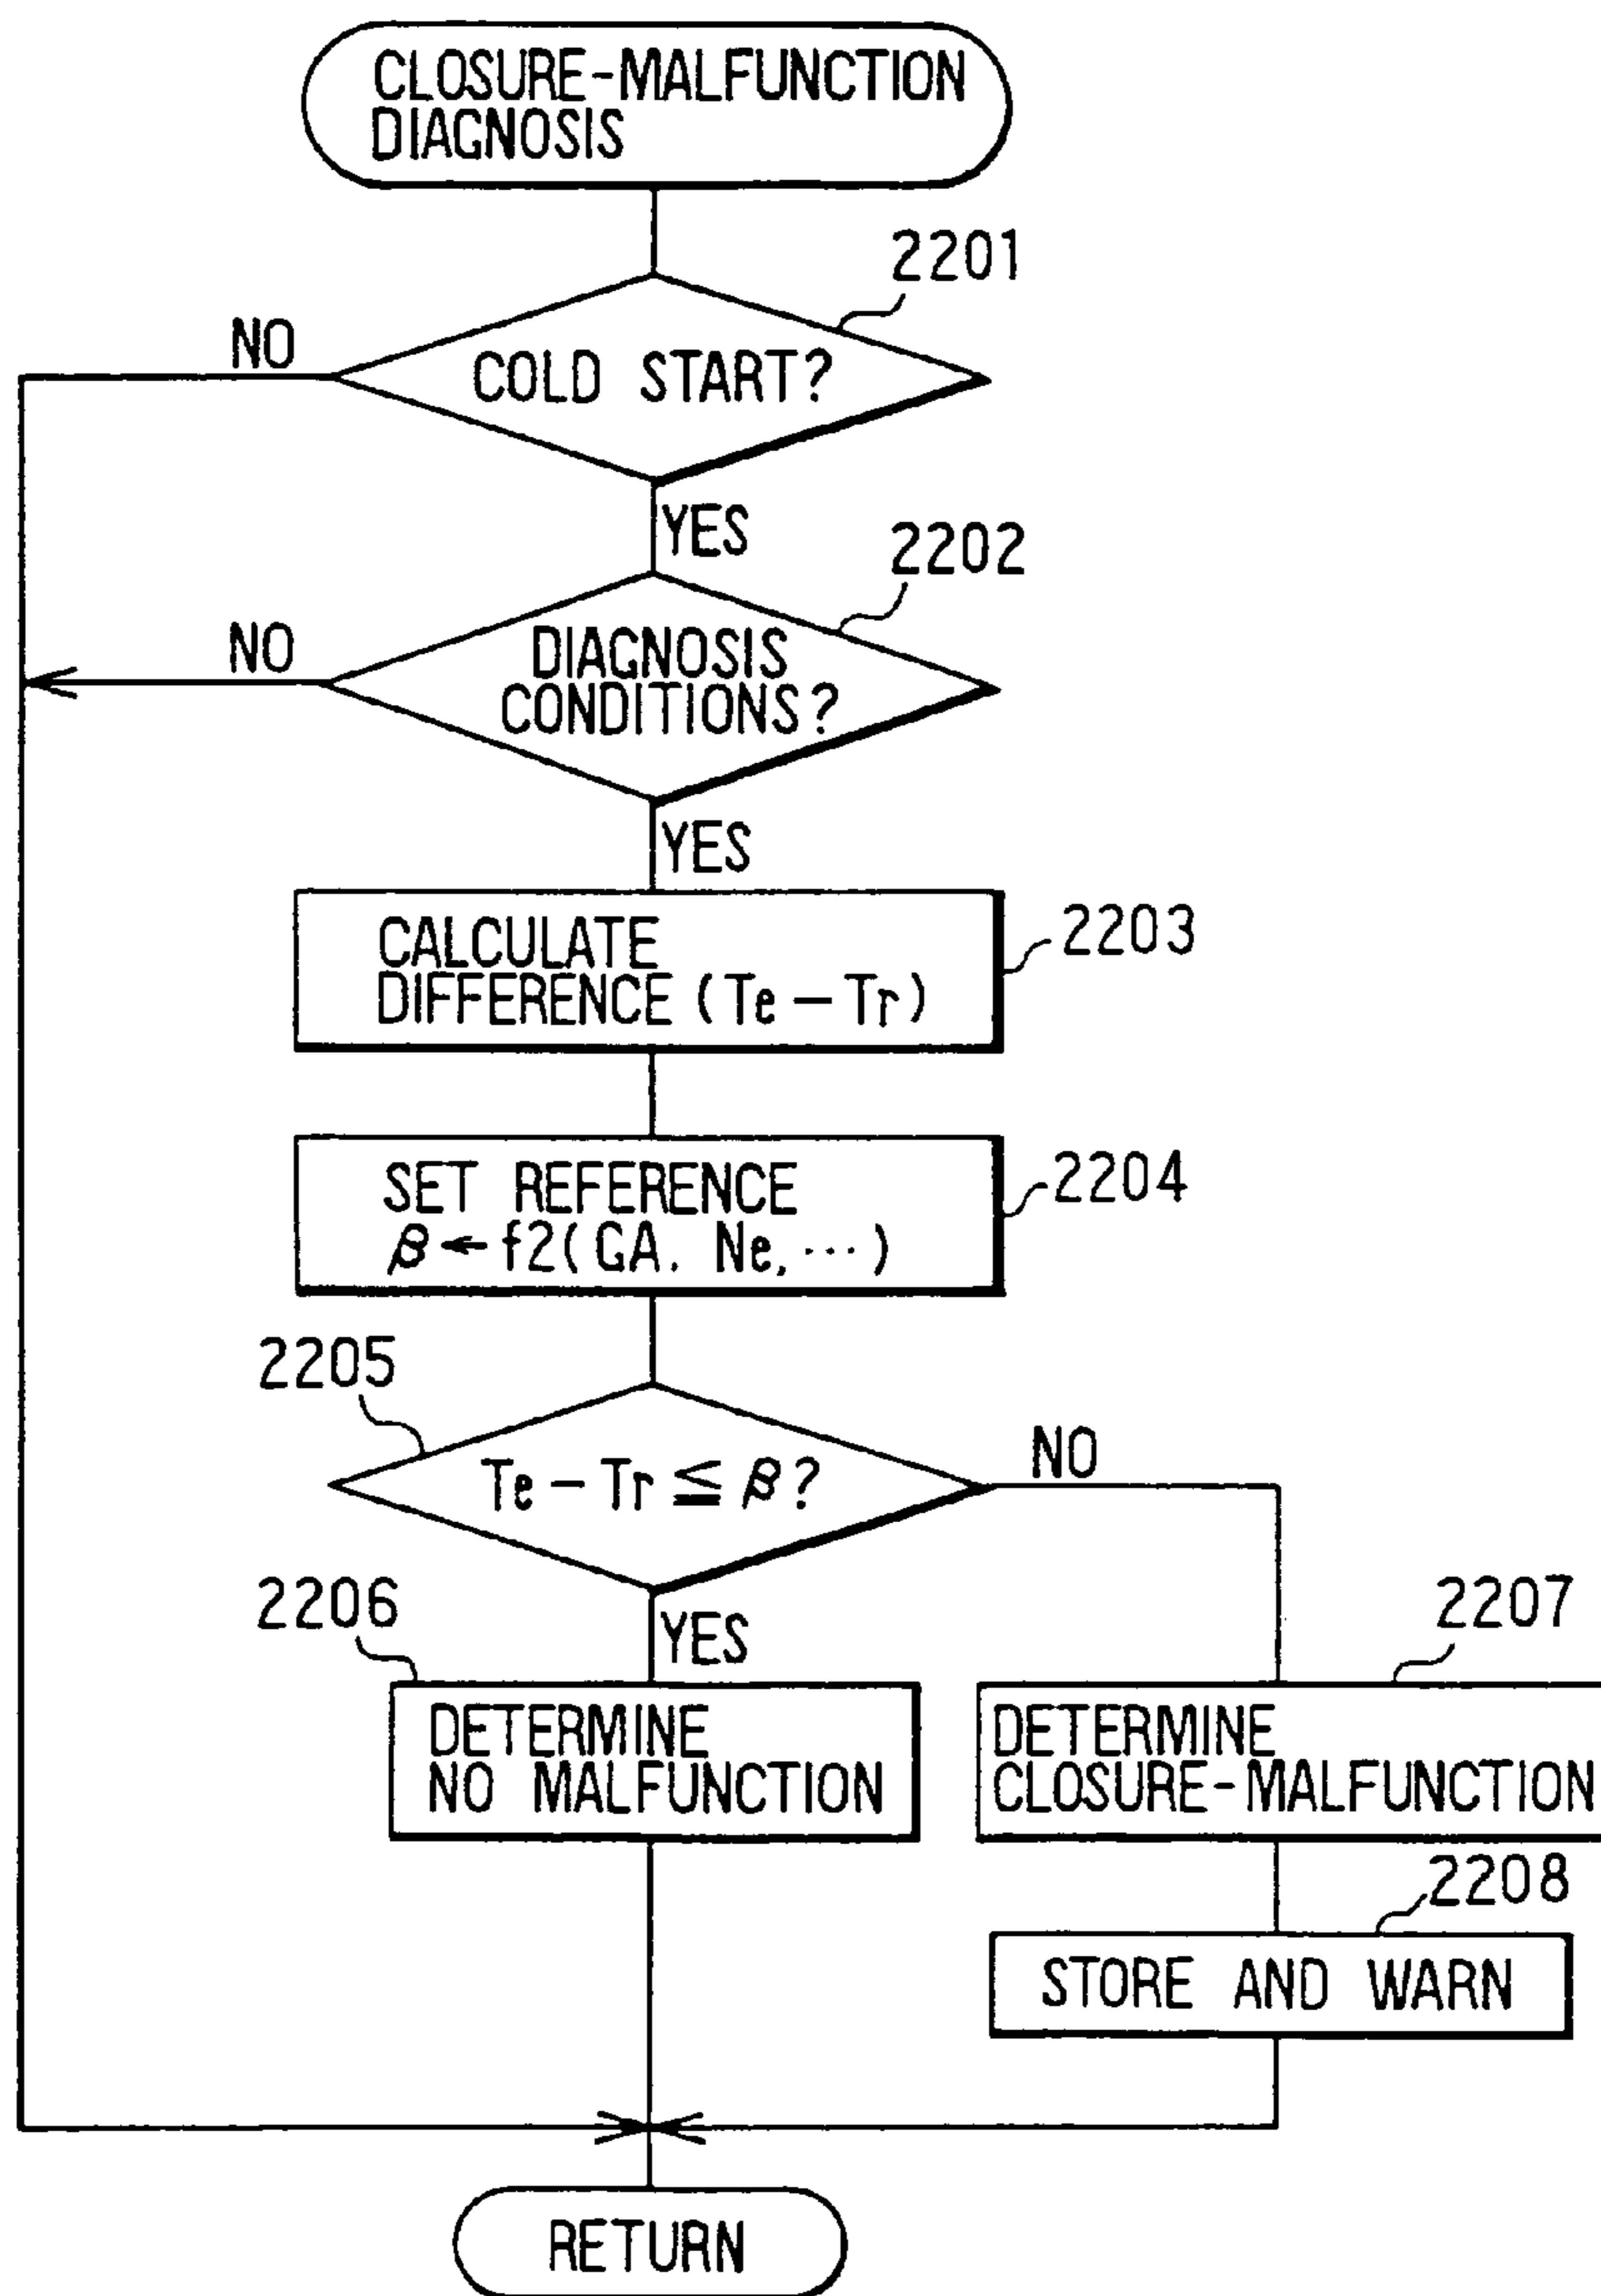 CLOSURE-MALFUNCTION
DIAGNOSIS
2201
NO
COLD START?
YES
2202
NO
DIAGNOSIS
CONDITIONS?
YES
CALCULATE
DIFFERENCE (Te − Tr)
2203
SET REFERENCE
β ← f2(GA. Ne, ⋯)
2204
2205
Te − Tr ≦ β?
NO
2206
YES
2207
DETERMINE
NO MALFUNCTION
DETERMINE
CLOSURE-MALFUNCTION
2208
STORE AND WARN
RETURN